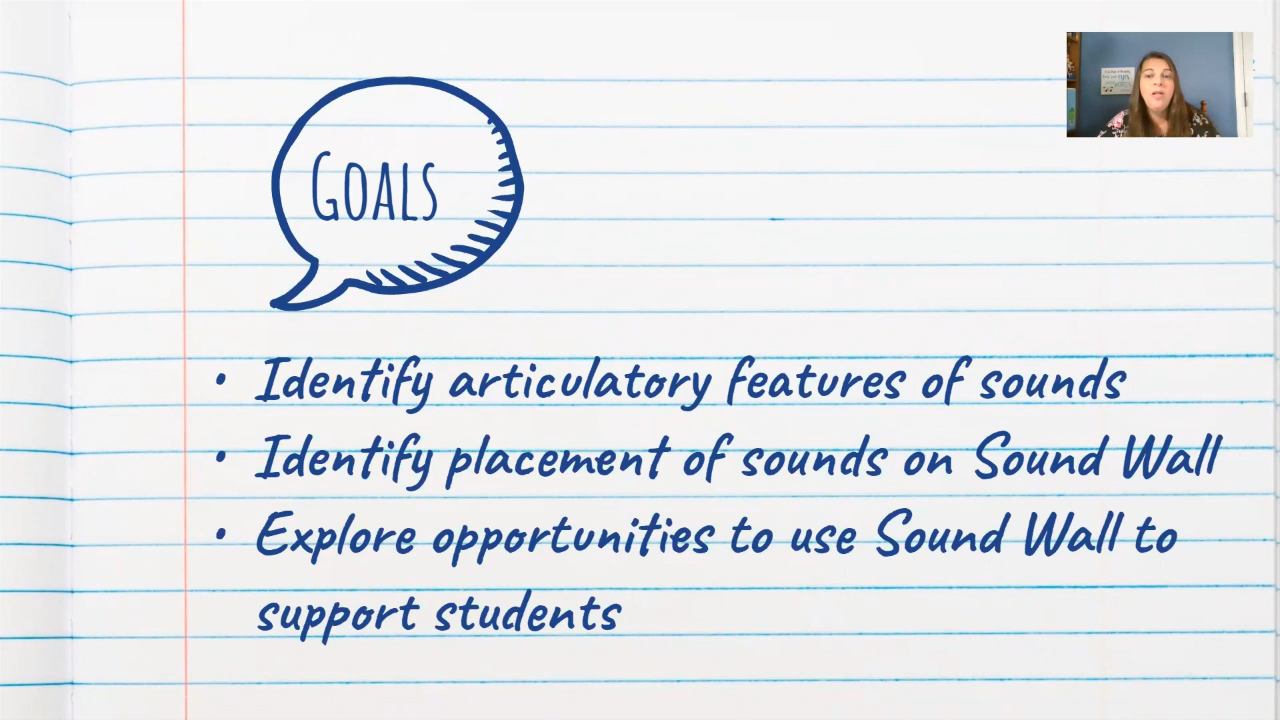 Goals
• Identify articulatory features of sounds
• Identify placement of sounds on Sound Wall
• Explore opportunities to use Sound Wall to
support students